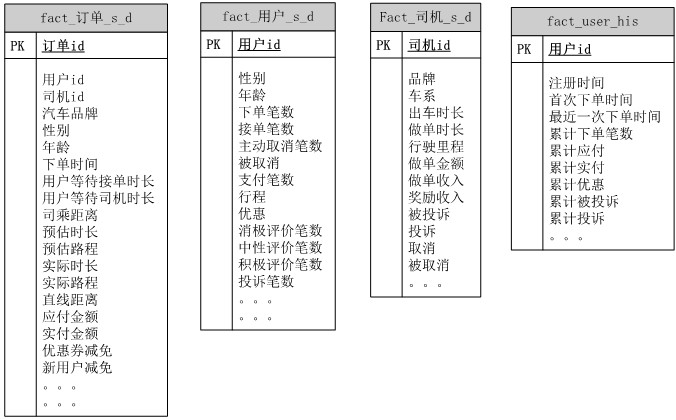 fact_订单_s_d
PK
订单id
用户id
司机id
汽车品牌
性别
年龄
下单时间
用户等待接单时长
用户等待司机时长
司乘距离
预估时长
预估路程
实际时长
实际路程
直线距离
应付金额
实付金额
优惠券减免
新用户减免
。。。
。。。
fact_用户_s_d
PK
用户id
性别
年龄
下单笔数
接单笔数
主动取消笔数
被取消
支付笔数
行程
优惠
消极评价笔数
中性评价笔数
积极评价笔数
投诉笔数
。。。
。。。
Fact_司机_s_d
PK
司机id
品牌
车系
出车时长
做单时长
行驶里程
做单金额
做单收入
奖励收入
被投诉
投诉
取消
被取消
。。。
fact_user_his
PK
用户id
注册时间
首次下单时间
最近一次下单时间
累计下单笔数
累计应付
累计实付
累计优惠
累计被投诉
累计投诉
。。。